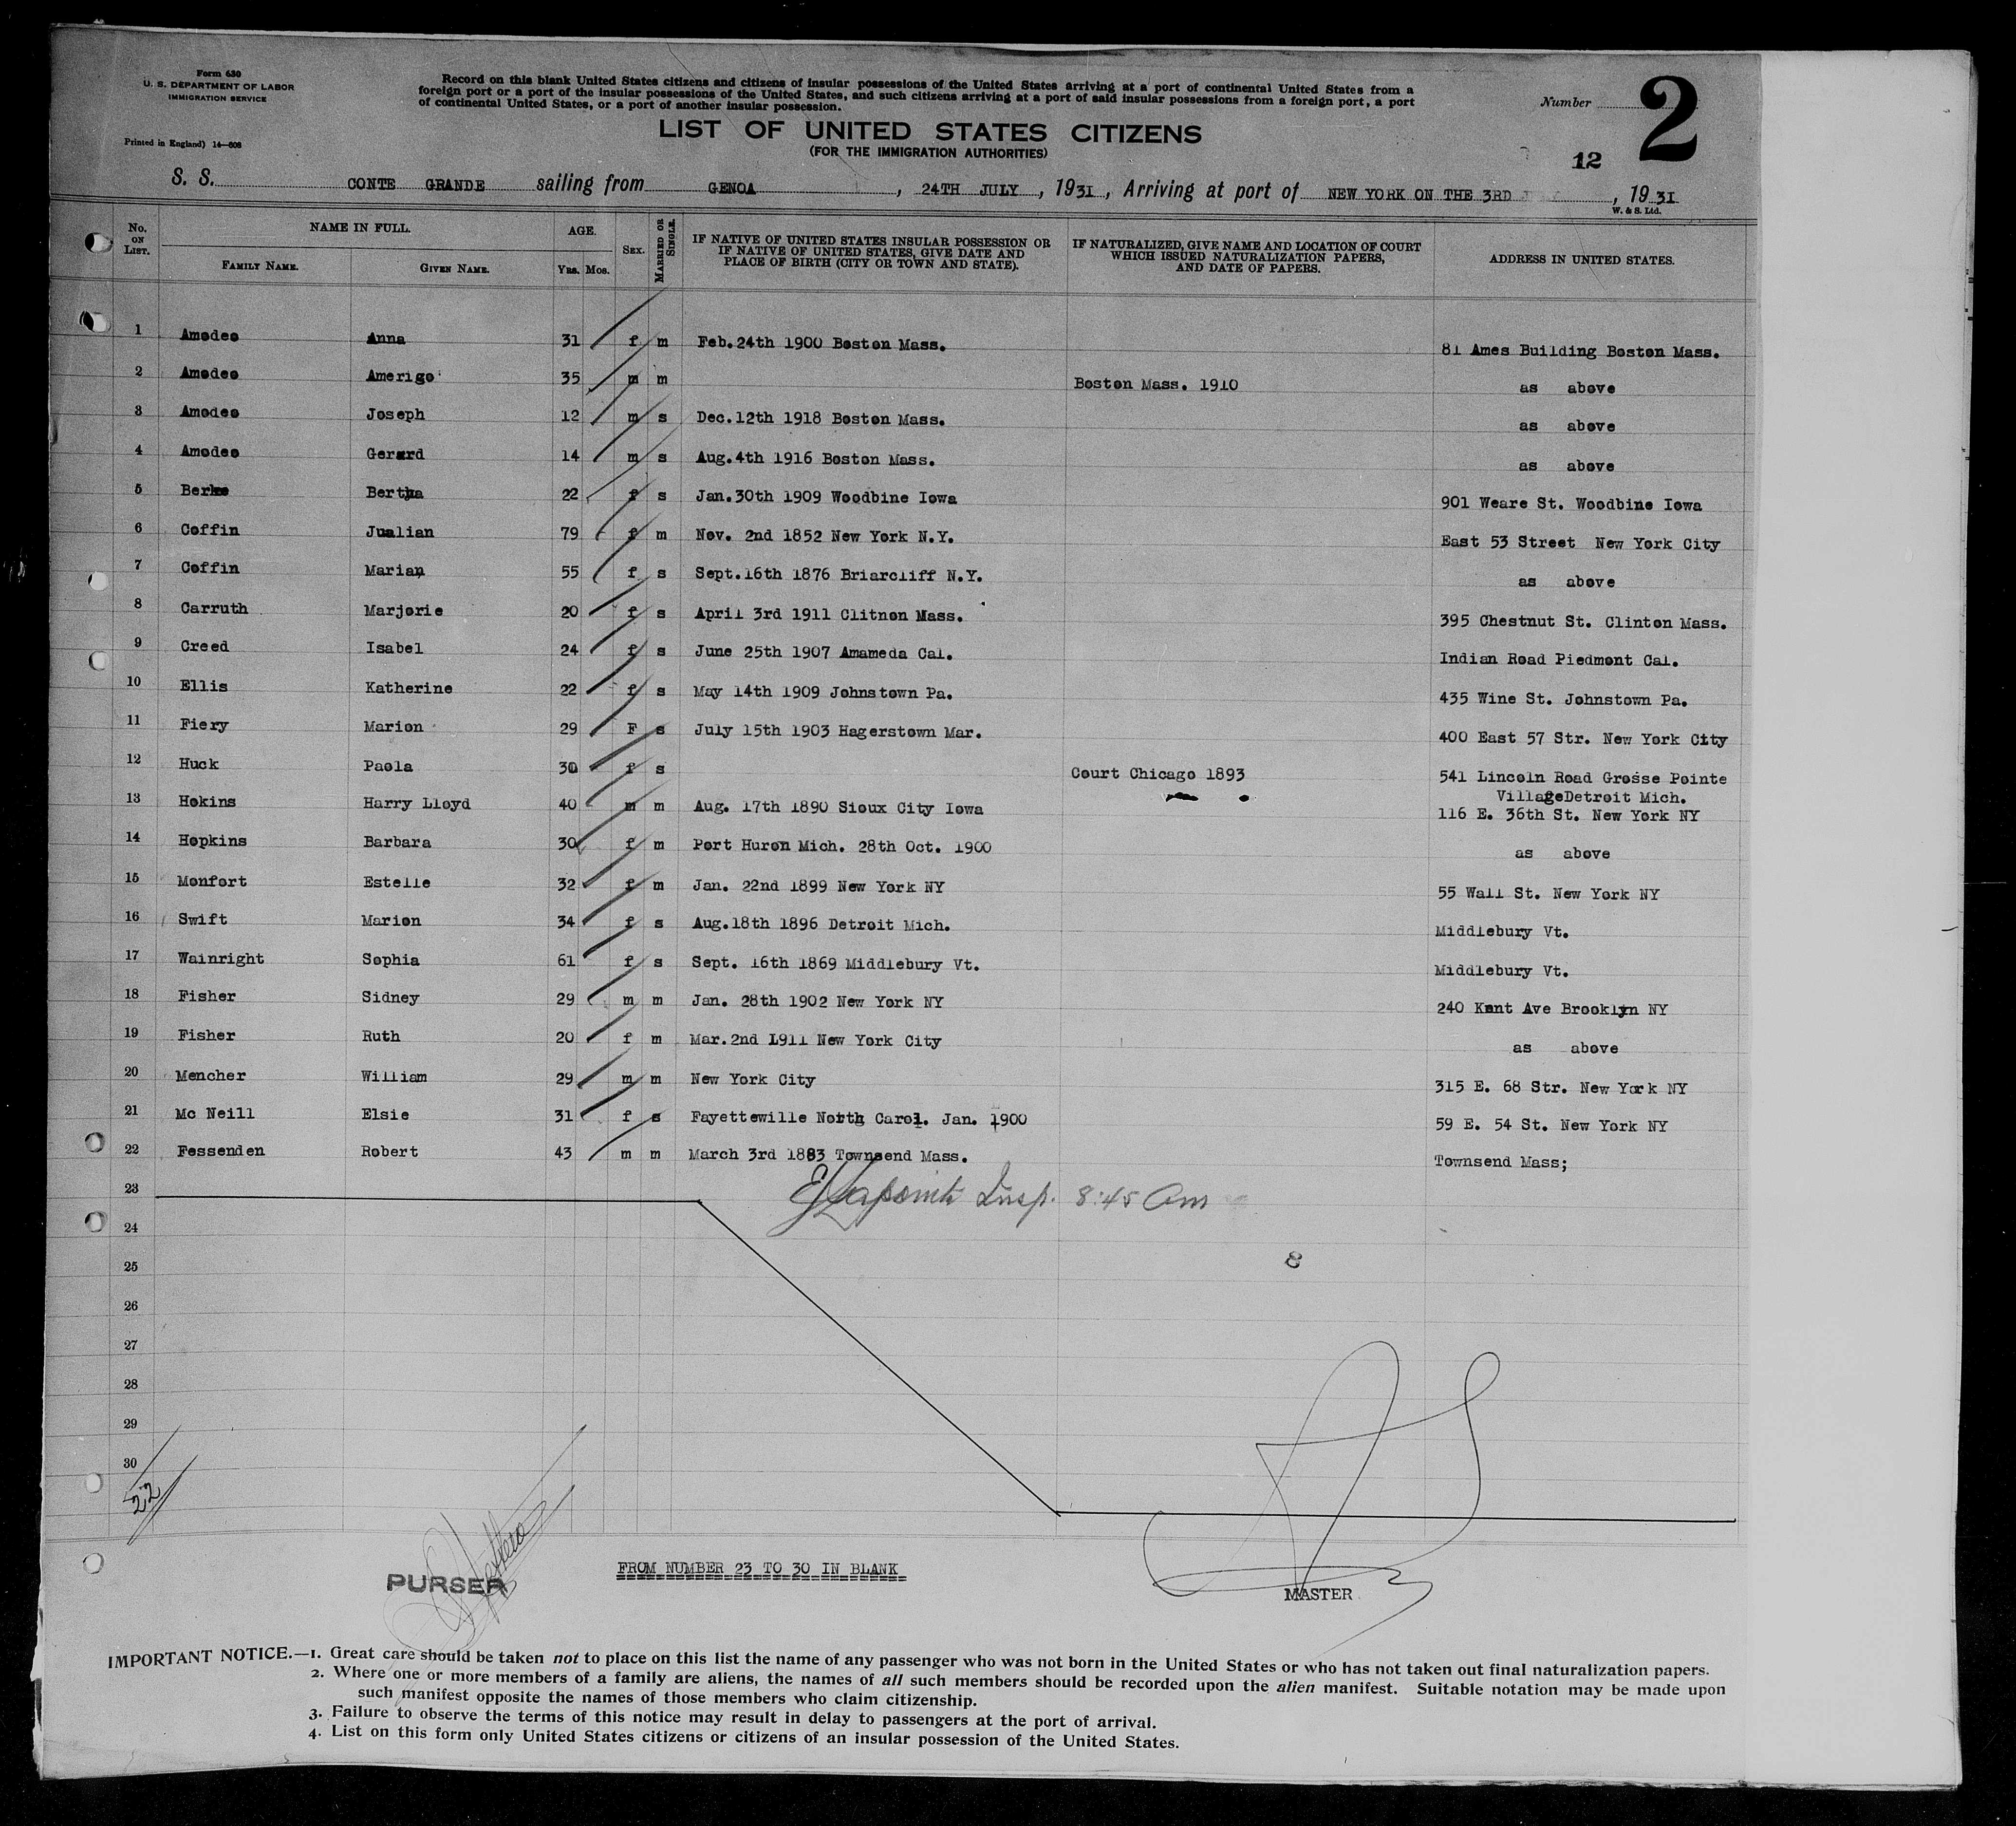 Form 630
U. S. DEPARTMENT OF LABOR
IMMIGRATION SERVICE
Printed in England) 14—808
Record on this blank United States citizens and citizens of insular possessions of the United States arriving at a port of continental United States from a
foreign port or a port of the insular possessions of the United States, and such citizens arriving at a port of said insular possessions from a foreign port, a port
of continental United States, or a port of another insular possession.
Number 2
LIST OF UNITED STATES CITIZENS
(FOR THE IMMIGRATION AUTHORITIES)
12
S. S. CONTE GRANDE sailing from GENOA, 24TH JULY, 1931, Arriving at port of NEW YORK ON THE 3RD, 1931
W. & S. Ltd.
No. ON LIST. NAME IN FULL. FAMILY NAME. GIVEN NAME. AGE. YRS. MOS. SEX. MARRIED OR SINGLE. IF NATIVE OF UNITED STATES INSULAR POSSESSION OR IF NATIVE OF UNITED STATES, GIVE DATE AND PLACE OF BIRTH (CITY OR TOWN AND STATE). IF NATURALIZED, GIVE NAME AND LOCATION OF COURT WHICH ISSUED NATURALIZATION PAPERS, AND DATE OF PAPERS. ADDRESS IN UNITED STATES.
1 Amodeo Anna 31 f m Feb.24th 1900 Boston Mass. 81 Ames Building Boston Mass.
2 Amodeo Amerigo 35 m m Boston Mass. 1910 as above
3 Amodeo Joseph 12 m s Dec.12th 1918 Boston Mass. as above
4 Amodeo Gerard 14 m s Aug.4th 1916 Boston Mass. as above
5 Bertha 22 f s Jan.30th 1909 Woodbine Iowa 901 Weare St. Woodbine Iowa
6 Coffin Jualian 79 f m Nov. 2nd 1852 New York N.Y. East 53 Street New York City
7 Coffin Marian 55 f s Sept.16th 1876 Briarcliff N.Y. as above
8 Carruth Marjorie 20 f s April 3rd 1911 Clitnon Mass. 395 Chestnut St. Clinton Mass.
9 Creed Isabel 24 f s June 25th 1907 Amameda Cal. Indian Road Piedmont Cal.
10 Ellis Katherine 22 f s May 14th 1909 Johnstown Pa. 435 Wine St. Johnstown Pa.
11 Fiery Marion 29 F s July 15th 1903 Hagerstown Mar. 400 East 57 Str. New York City
12 Huck Paola 30 f s Court Chicago 1893 541 Lincoln Road Grosse Pointe
VillageDetroit Mich.
13 Hokins Harry Lloyd 40 m m Aug. 17th 1890 Sioux City Iowa 116 E. 36th St. New York NY
14 Hopkins Barbara 30 f m Port Huron Mich. 28th Oct. 1900 as above
15 Monfort Estelle 32 f m Jan. 22nd 1899 New York NY 55 Wall St. New York NY
16 Swift Marion 34 f s Aug.18th 1896 Detroit Mich. Middlebury Vt.
17 Wainright Sophia 61 f s Sept. 16th 1869 Middlebury Vt. Middlebury Vt.
18 Fisher Sidney 29 m m Jan. 28th 1902 New York NY 240 Kent Ave Brooklyn NY
19 Fisher Ruth 20 f m Mar.2nd 1911 New York City as above
20 Mencher William 29 m m New York City 315 E. 68 Str. New York NY
21 Mc Neill Elsie 31 f s Fayettewille North Carol. Jan. 1900 59 E. 54 St. New York NY
22 Fessenden Robert 43 m m March 3rd 1883 Townsend Mass. Townsend Mass;
23 Insp. 8:45 Am
24
25 8
26
27
28
29
30
22
PURSER
FROM NUMBER 23 TO 30 IN BLANK
MASTER
IMPORTANT NOTICE.—1. Great care should be taken not to place on this list the name of any passenger who was not born in the United States or who has not taken out final naturalization papers.
2. Where one or more members of a family are aliens, the names of all such members should be recorded upon the alien manifest. Suitable notation may be made upon
such manifest opposite the names of those members who claim citizenship.
3. Failure to observe the terms of this notice may result in delay to passengers at the port of arrival.
4. List on this form only United States citizens or citizens of an insular possession of the United States.